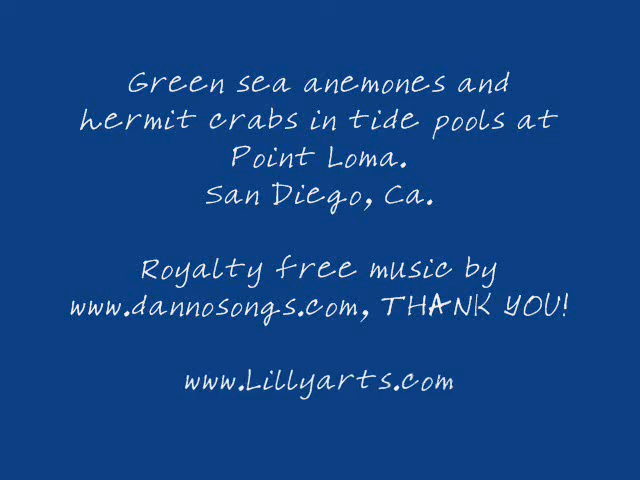 Green sea anemones and
hermit crabs in tide pools at
Point Loma.
San Diego, Ca.
Royalty free music by
www.dannosongs.com, THANK YOU!
www.Lillyarts.com